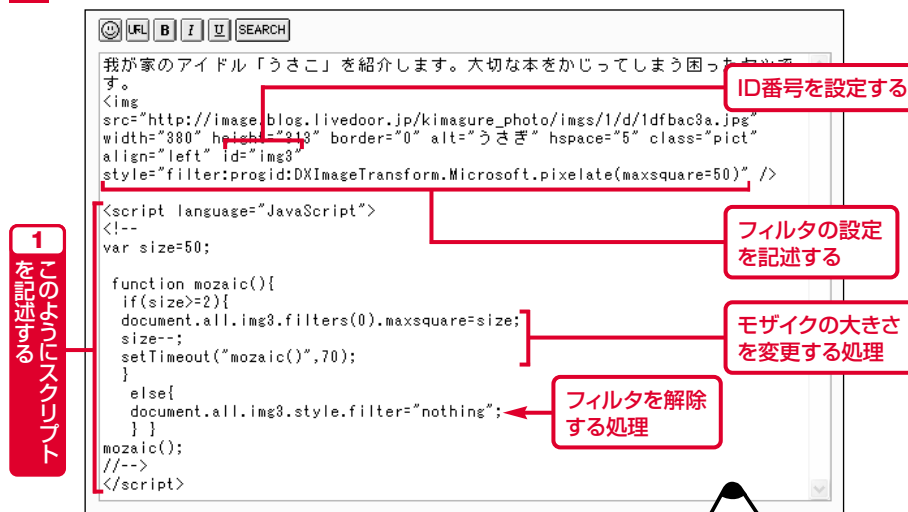 URL B I U SEARCH
我が家のアイドル「うさこ」を紹介します。大切な本をかじってしまう困った
す。
<img
src="http://image.blog.livedoor.jp/kimagure_photo/imgs/1/d/1dfbac3a.jpg"
width="380" height="313" border="0" alt="うさぎ" hspace="5" class="pict"
align="left" id="img3"
style="filter:progid:DXImageTransform.Microsoft.pixelate(maxsquare=50)" />
<script language="JavaScript">
<!--
var size=50;
function mozaic(){
if(size>=2){
document.all.img3.filters(0).maxsquare=size;
size--;
setTimeout("mozaic()",70);
}
else{
document.all.img3.style.filter="nothing";
} }
mozaic();
//-->
</script>
ID番号を設定する
フィルタの設定
を記述する
モザイクの大きさ
を変更する処理
フィルタを解除
する処理
1
このようにスクリプト
を記述する